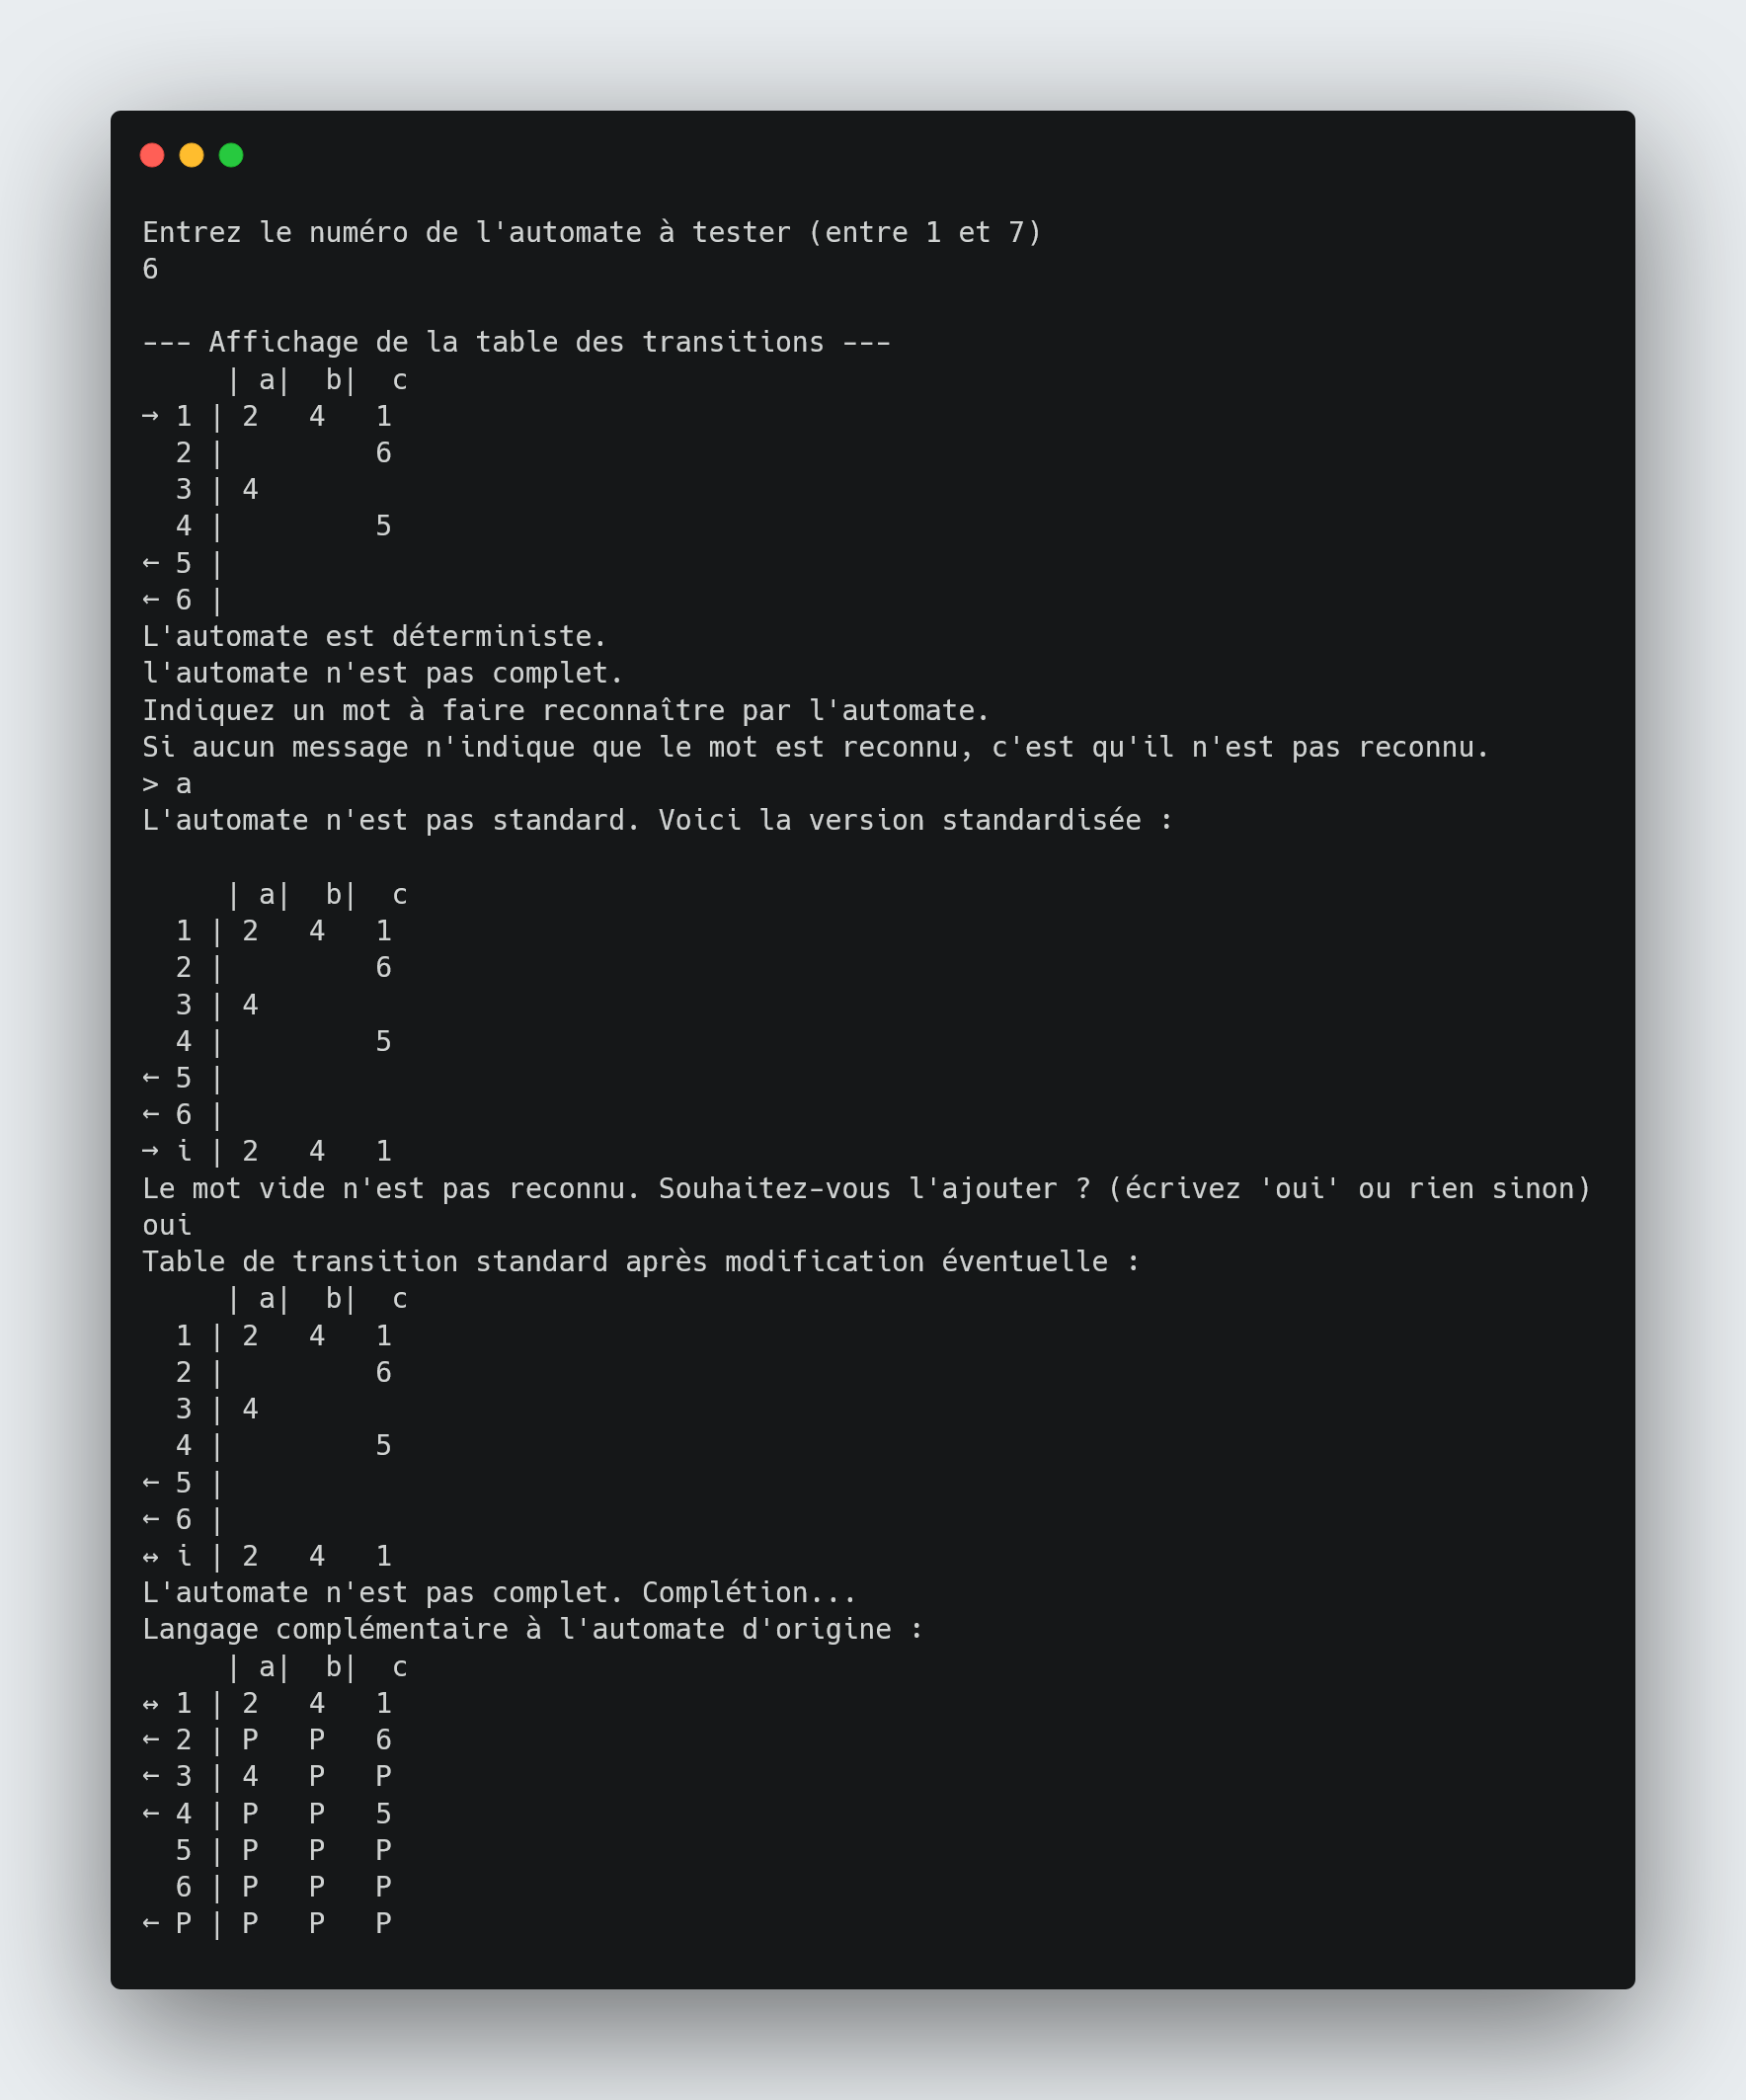 Entrez le numéro de l'automate à tester (entre 1 et 7)
6
--- Affichage de la table des transitions ---
     | a|  b|  c
→ 1 | 2   4   1
  2 |         6
  3 | 4
  4 |         5
← 5 |
← 6 |
L'automate est déterministe.
l'automate n'est pas complet.
Indiquez un mot à faire reconnaître par l'automate.
Si aucun message n'indique que le mot est reconnu, c'est qu'il n'est pas reconnu.
> a
L'automate n'est pas standard. Voici la version standardisée :
     | a|  b|  c
  1 | 2   4   1
  2 |         6
  3 | 4
  4 |         5
← 5 |
← 6 |
→ i | 2   4   1
Le mot vide n'est pas reconnu. Souhaitez-vous l'ajouter ? (écrivez 'oui' ou rien sinon)
oui
Table de transition standard après modification éventuelle :
     | a|  b|  c
  1 | 2   4   1
  2 |         6
  3 | 4
  4 |         5
← 5 |
← 6 |
↔ i | 2   4   1
L'automate n'est pas complet. Complétion...
Langage complémentaire à l'automate d'origine :
     | a|  b|  c
↔ 1 | 2   4   1
← 2 | P   P   6
← 3 | 4   P   P
← 4 | P   P   5
  5 | P   P   P
  6 | P   P   P
← P | P   P   P